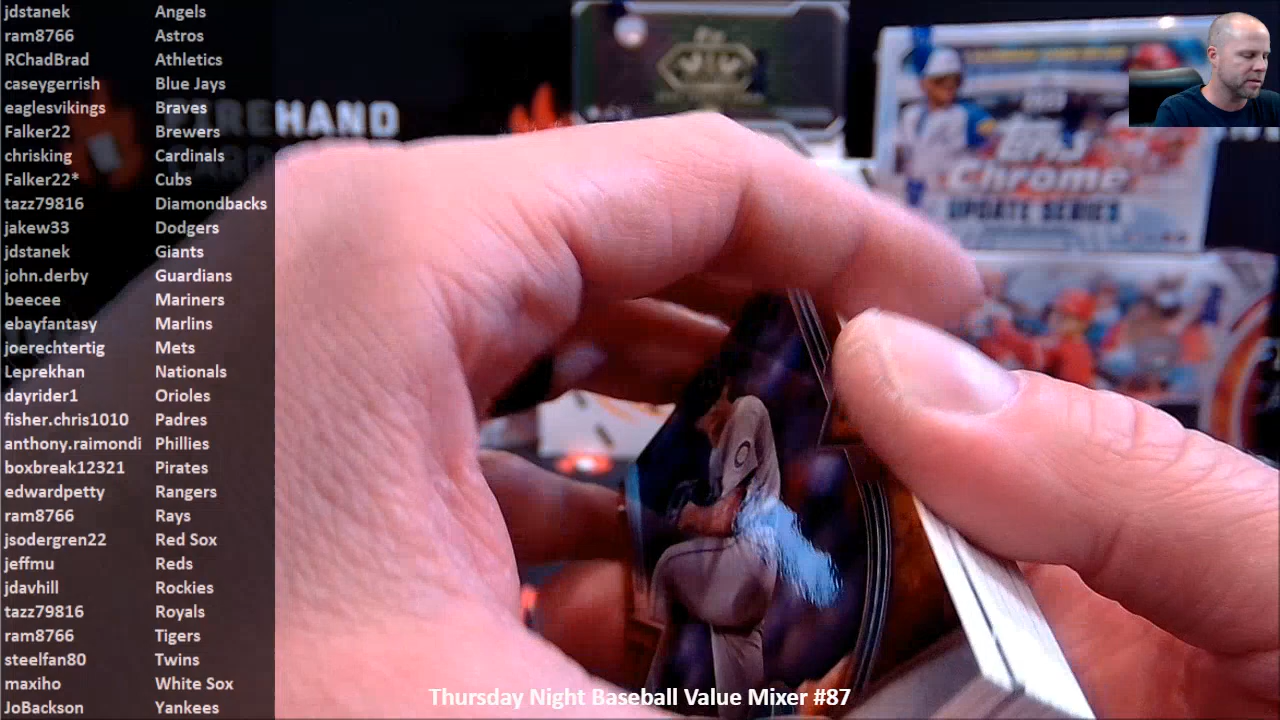 jdstanek Angels
ram8766 Astros
RChadBrad Athletics
caseygerrish Blue Jays
eaglesvikings Braves
Falker22 Brewers
chrisking Cardinals
Falker22* Cubs
tazz79816 Diamondbacks
jakew33 Dodgers
jdstanek Giants
john.derby Guardians
beecee Mariners
ebayfantasy Marlins
joerechtertig Mets
Leprekhan Nationals
dayrider1 Orioles
fisher.chris1010 Padres
anthony.raimondi Phillies
boxbreak12321 Pirates
edwardpetty Rangers
ram8766 Rays
jsodergren22 Red Sox
jeffmu Reds
jdavhill Rockies
tazz79816 Royals
ram8766 Tigers
steelfan80 Twins
maxiho White Sox
JoBackson Yankees
HAND
Topps
Chrome
UPDATE SERIES
Thursday Night Baseball Value Mixer #87